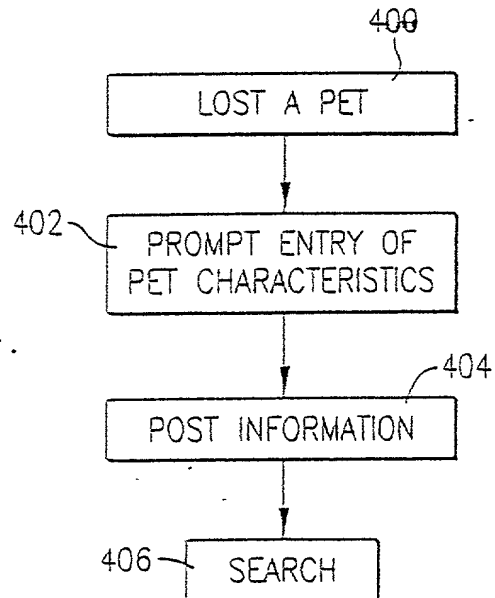 400
LOST A PET
402
PROMPT ENTRY OF
PET CHARACTERISTICS
404
POST INFORMATION
406
SEARCH